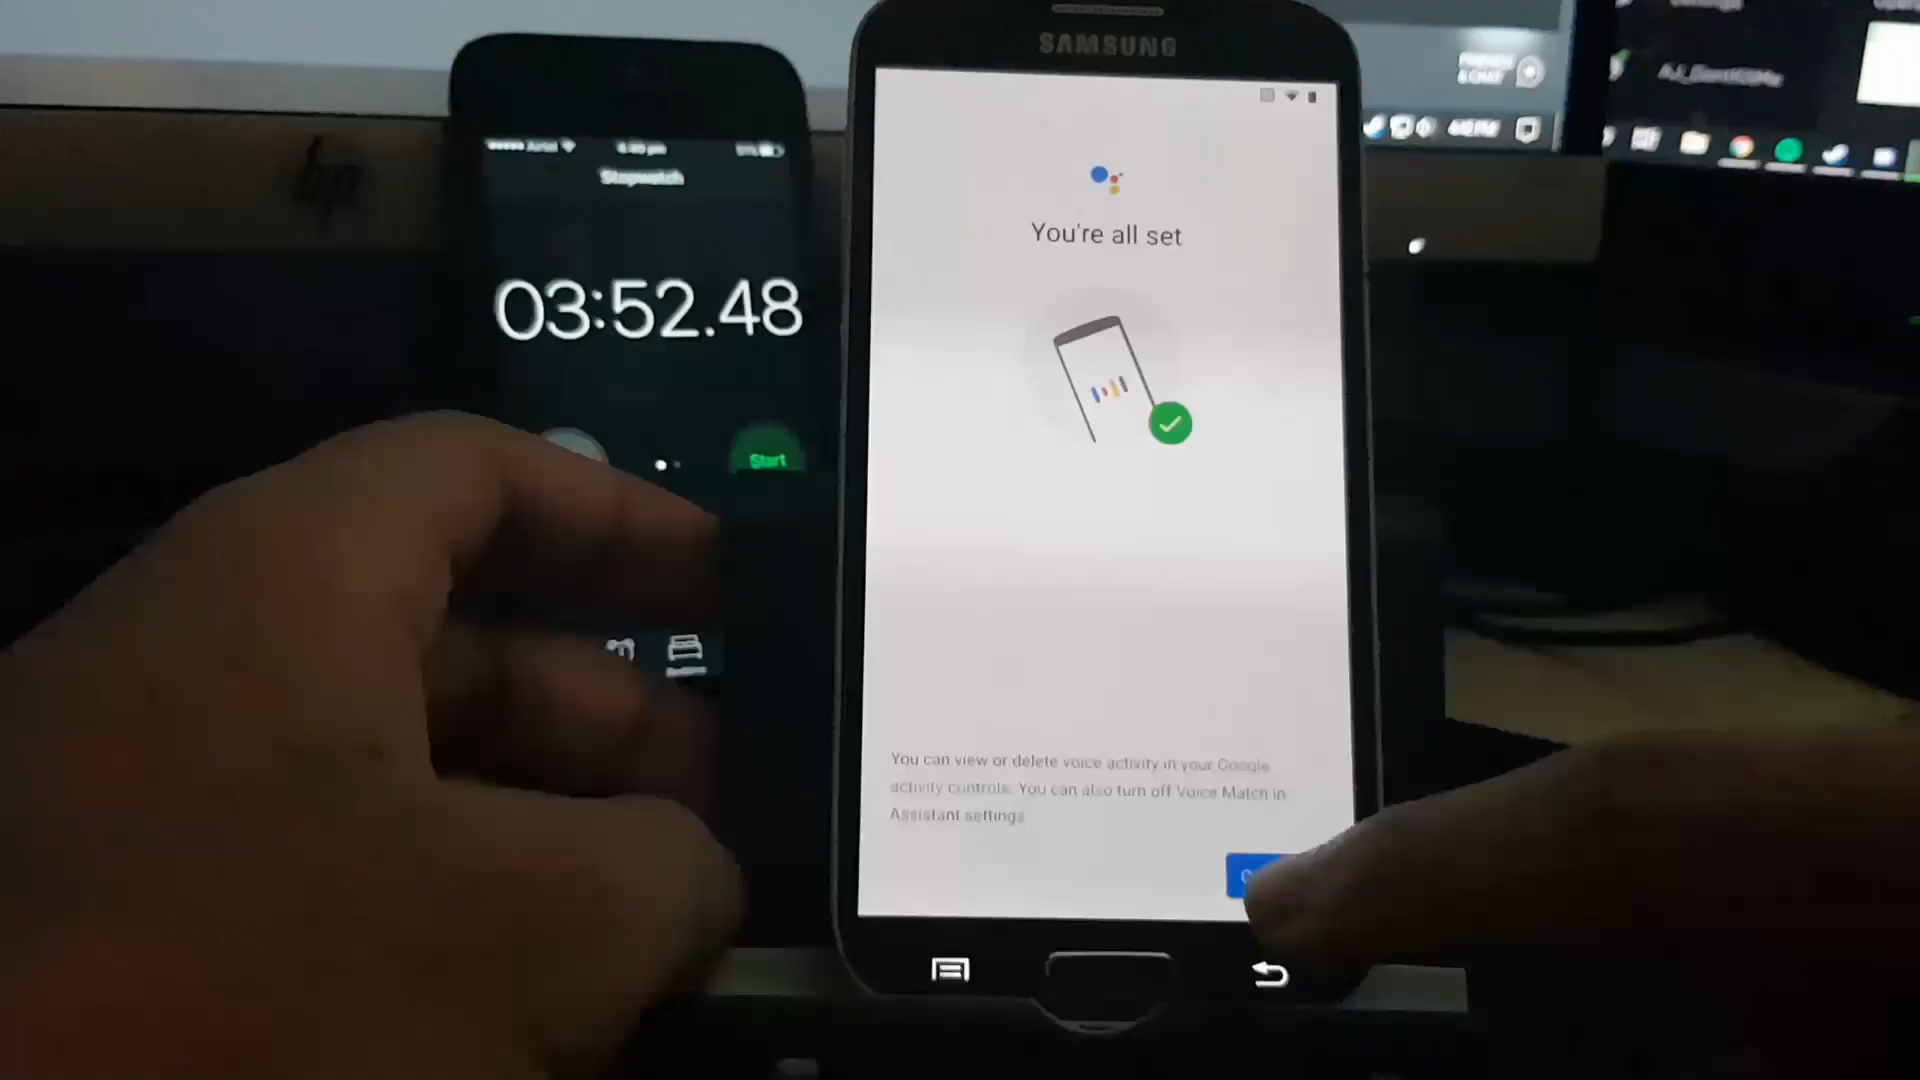 SAMSUNG
hp
Stopwatch
03:52.48
Start
You're all set
You can view or delete voice activity in your Google
activity controls. You can also turn off Voice Match in
Assistant settings